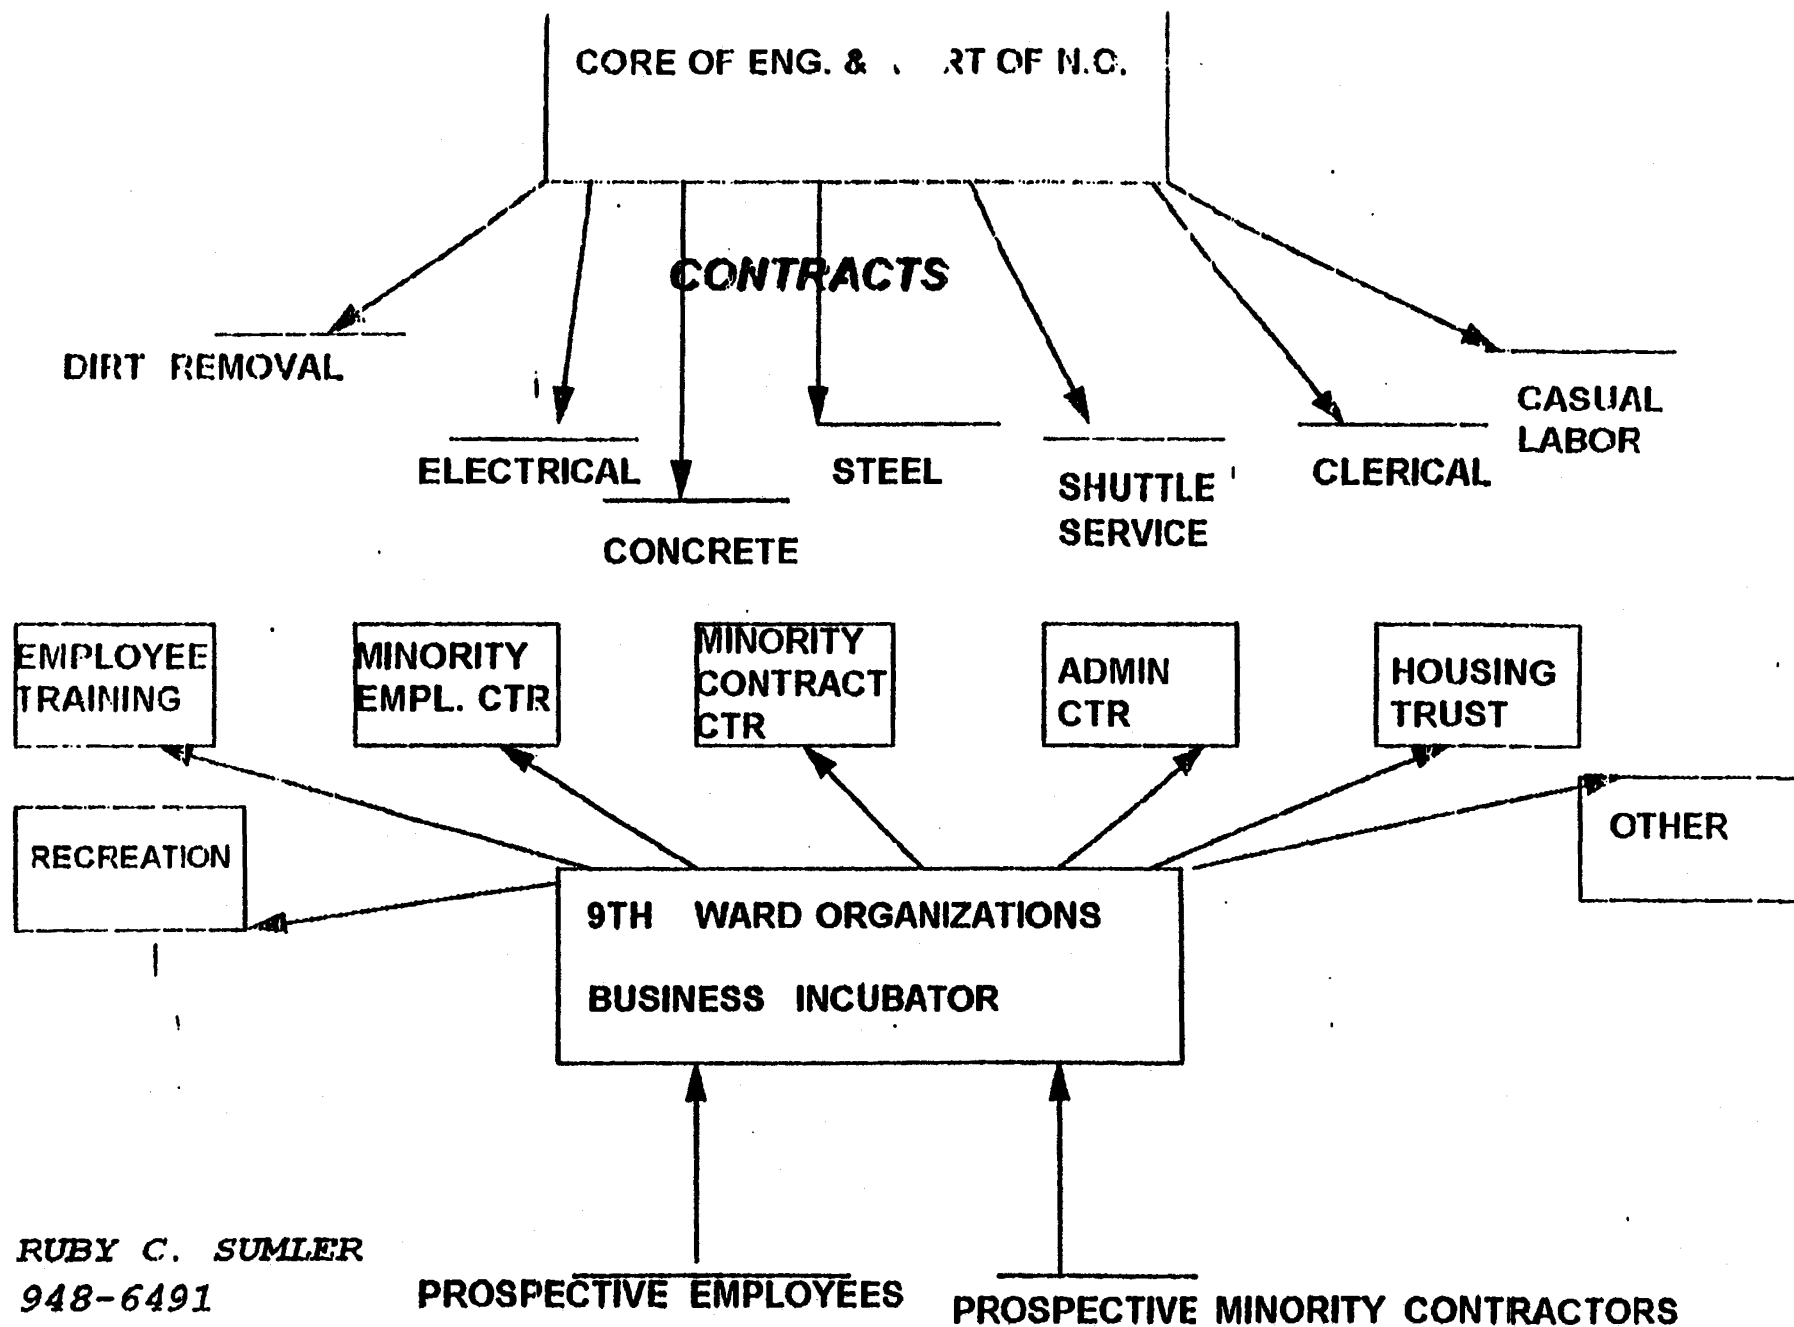 CORE OF ENG. & RT OF N.O.
CONTRACTS
DIRT REMOVAL
ELECTRICAL
CONCRETE
STEEL
SHUTTLE
SERVICE
CLERICAL
CASUAL
LABOR
EMPLOYEE
TRAINING
MINORITY
EMPL. CTR
MINORITY
CONTRACT
CTR
ADMIN
CTR
HOUSING
TRUST
RECREATION
OTHER
9TH WARD ORGANIZATIONS
BUSINESS INCUBATOR
RUBY C. SUMLER
948-6491
PROSPECTIVE EMPLOYEES
PROSPECTIVE MINORITY CONTRACTORS